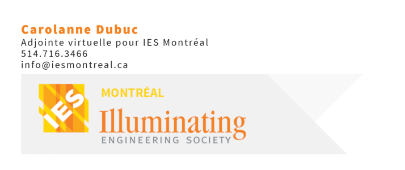 Carolanne Dubuc
Adjointe virtuelle pour IES Montréal
514.716.3466
info@iesmontreal.ca
IES
MONTRÉAL
Illuminating
ENGINEERING SOCIETY